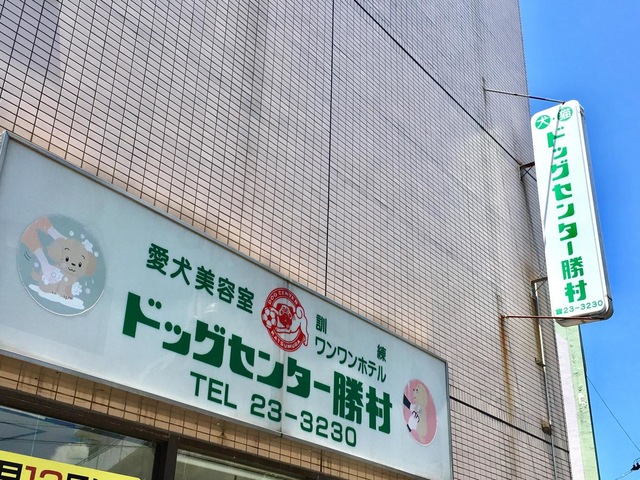 愛犬美容室
訓練
ワンワンホテル
ドッグセンター勝村
TEL 23-3230
DOG CENTER
犬・猫
ドッグセンター勝村
☎23-3230